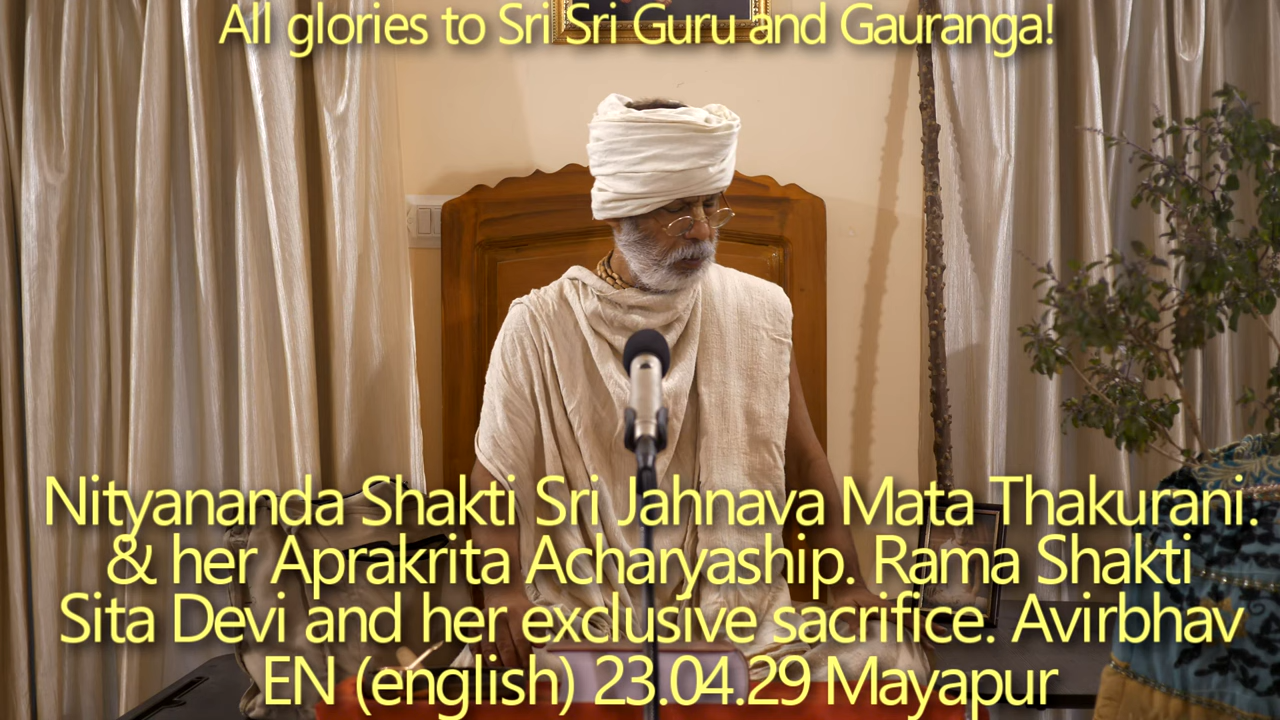 All glories to Sri Sri Guru and Gauranga!
Nityananda Shakti Sri Jahnava Mata Thakurani.
& her Aprakrita Acharyaship. Rama Shakti
Sita Devi and her exclusive sacrifice. Avirbhav
EN (english) 23.04.29 Mayapur